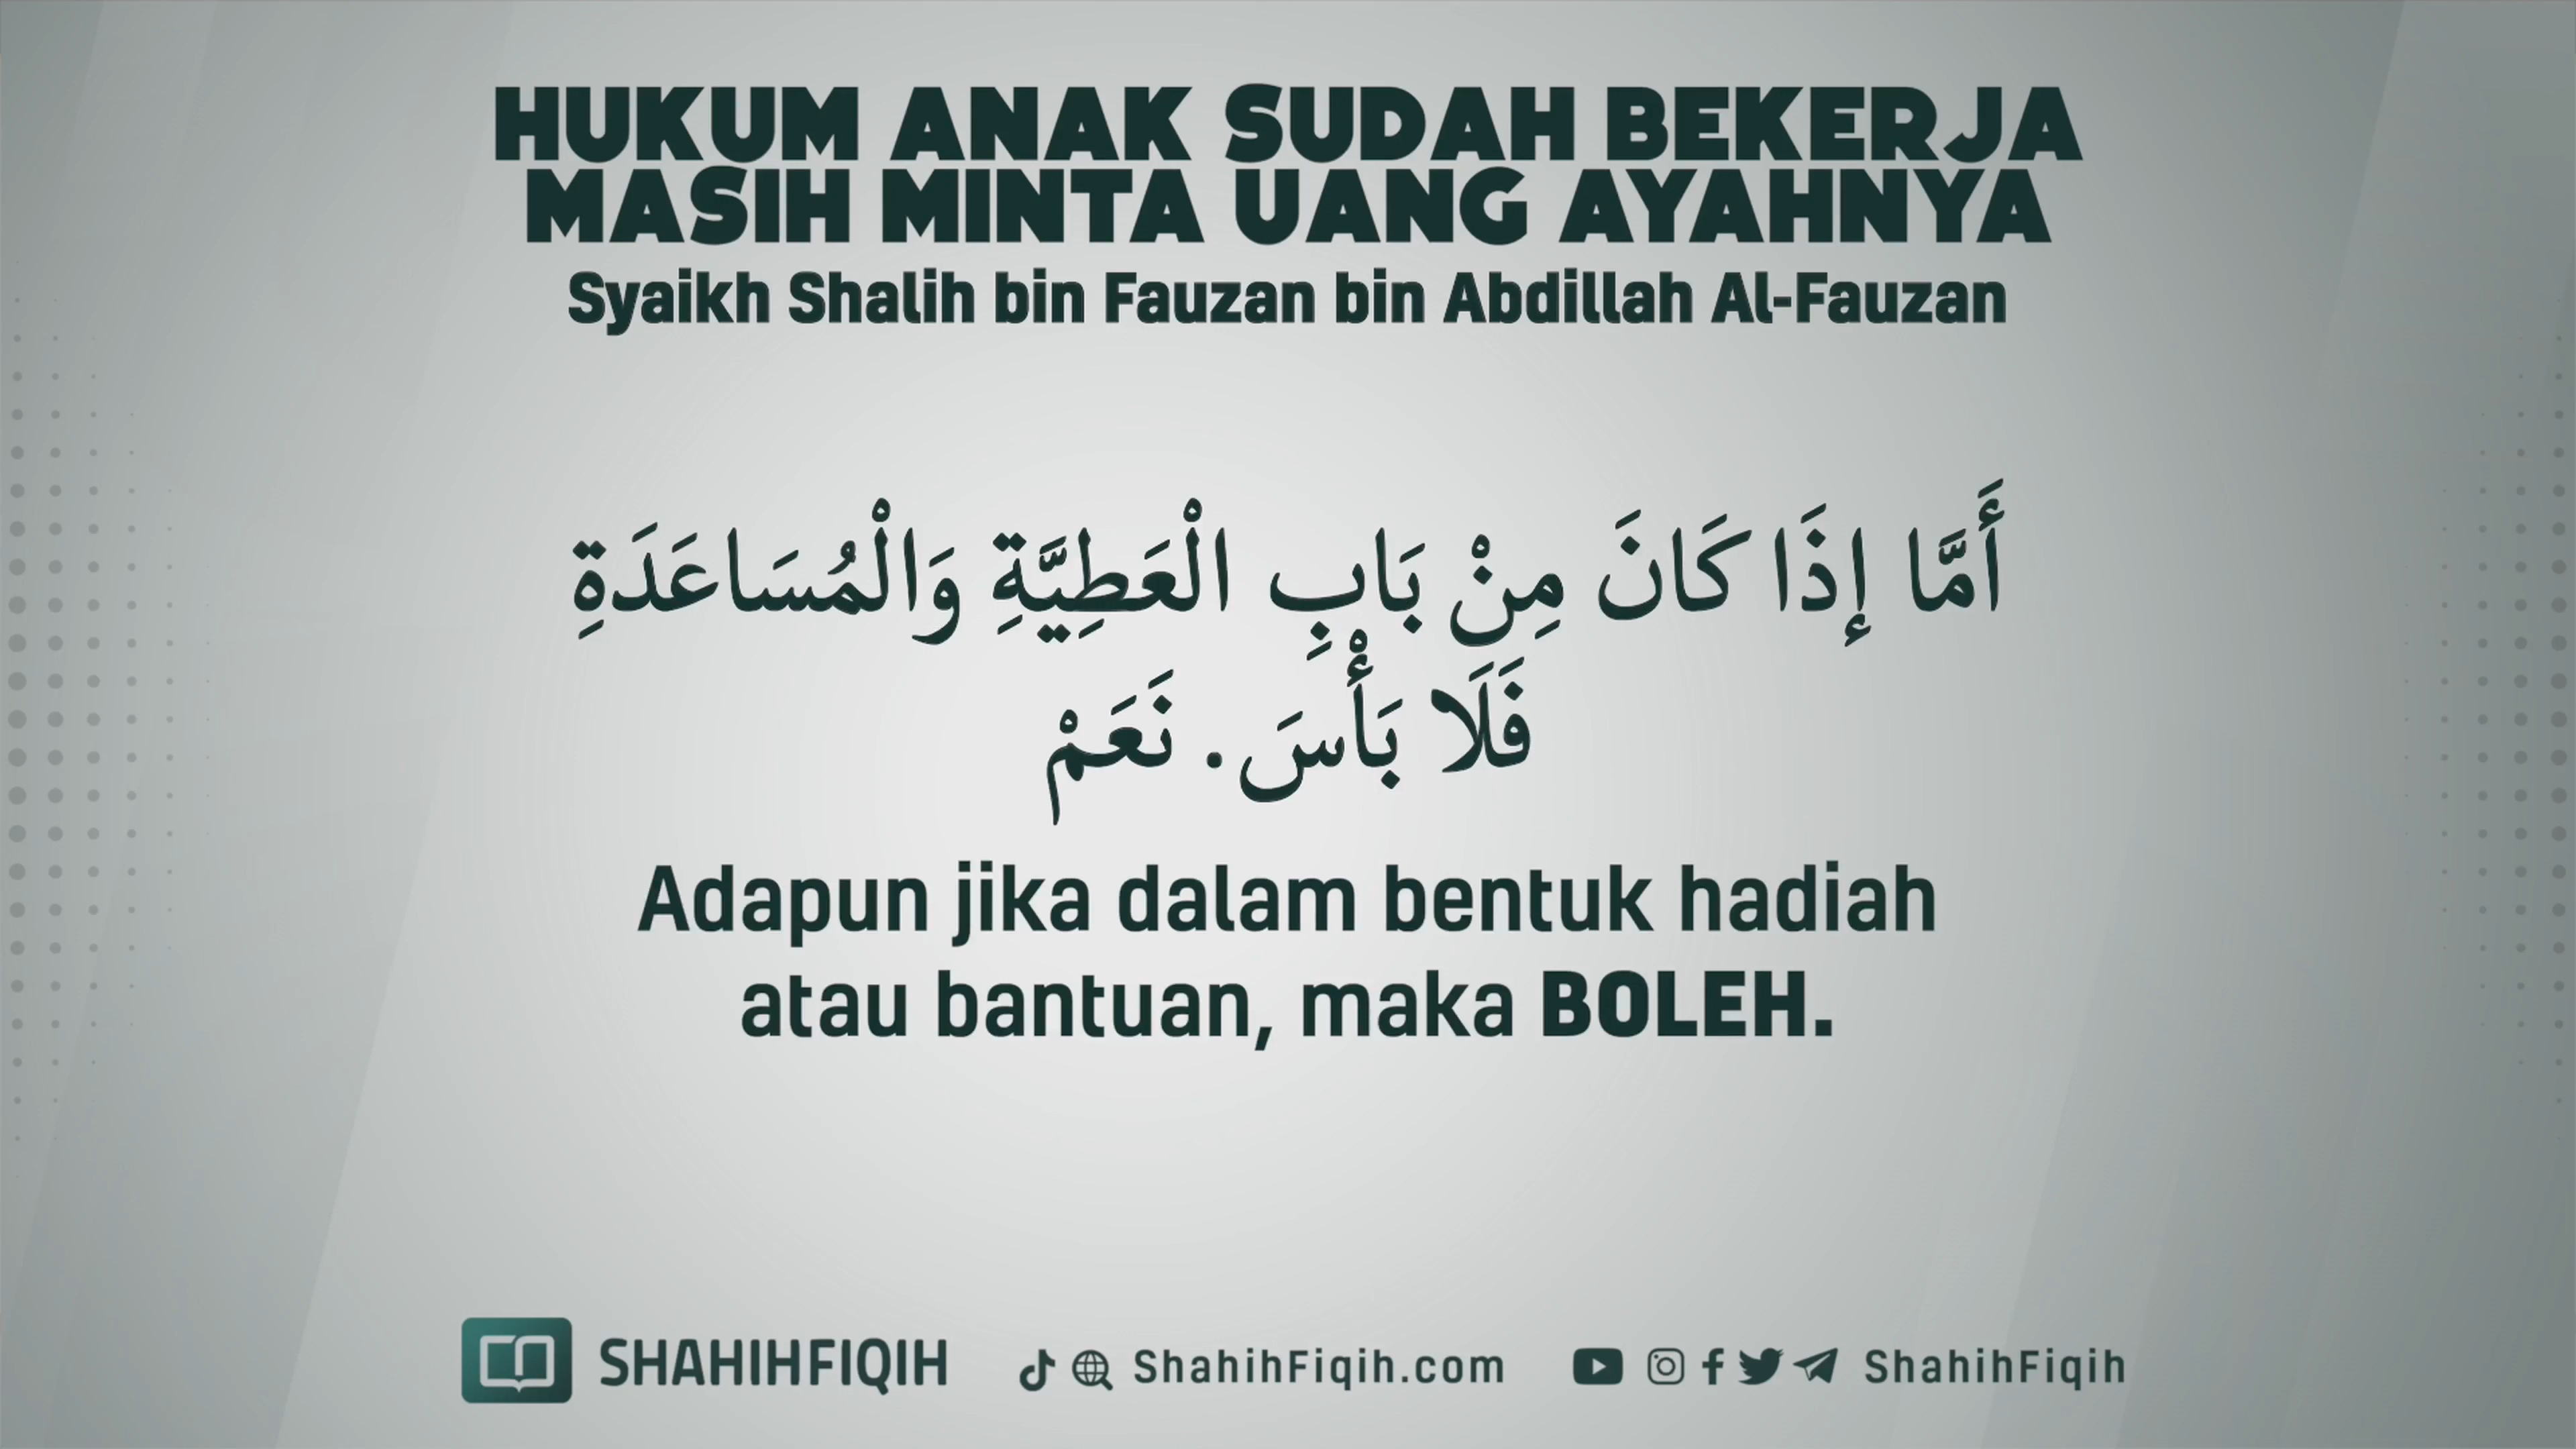 HUKUM ANAK SUDAH BEKERJA
MASIH MINTA UANG AYAHNYA
Syaikh Shalih bin Fauzan bin Abdillah Al-Fauzan
أَمَّا إِذَا كَانَ مِنْ بَابِ الْعَطِيَّةِ وَالْمُسَاعَدَةِ
فَلَا بَأْسَ. نَعَمْ
Adapun jika dalam bentuk hadiah
atau bantuan, maka BOLEH.
SHAHIHFIQIH ShahihFiqih.com ShahihFiqih